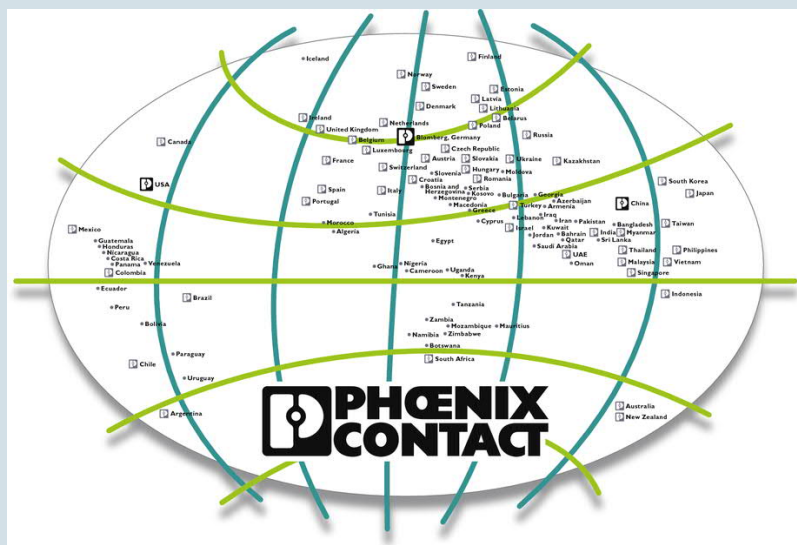 Iceland
Finland
Norway
Sweden
Estonia
Latvia
Denmark
Lithuania
Ireland
Netherlands
Belarus
United Kingdom
Poland
Belgium
Blomberg, Germany
Russia
Canada
Luxembourg
Czech Republic
France
Austria
Slovakia
Ukraine
Kazakhstan
Switzerland
Hungary
Moldova
Slovenia
Croatia
Romania
South Korea
USA
Spain
Italy
Bosnia and
Herzegovina
Serbia
Kosovo
Bulgaria
Georgia
Japan
Portugal
Montenegro
Macedonia
Turkey
Azerbaijan
Armenia
China
Tunisia
Greece
Morocco
Cyprus
Lebanon
Iraq
Iran
Pakistan
Bangladesh
Taiwan
Mexico
Algeria
Israel
Kuwait
Jordan
Bahrain
India
Myanmar
Guatemala
Honduras
Egypt
Qatar
Sri Lanka
Saudi Arabia
Nicaragua
UAE
Thailand
Philippines
Costa Rica
Panama
Venezuela
Ghana
Nigeria
Oman
Malaysia
Vietnam
Colombia
Cameroon
Uganda
Kenya
Singapore
Ecuador
Brazil
Indonesia
Peru
Tanzania
Bolivia
Zambia
Mozambique
Mauritius
Namibia
Zimbabwe
Botswana
Paraguay
South Africa
Chile
Uruguay
Argentina
Australia
New Zealand
PHŒNIX
CONTACT